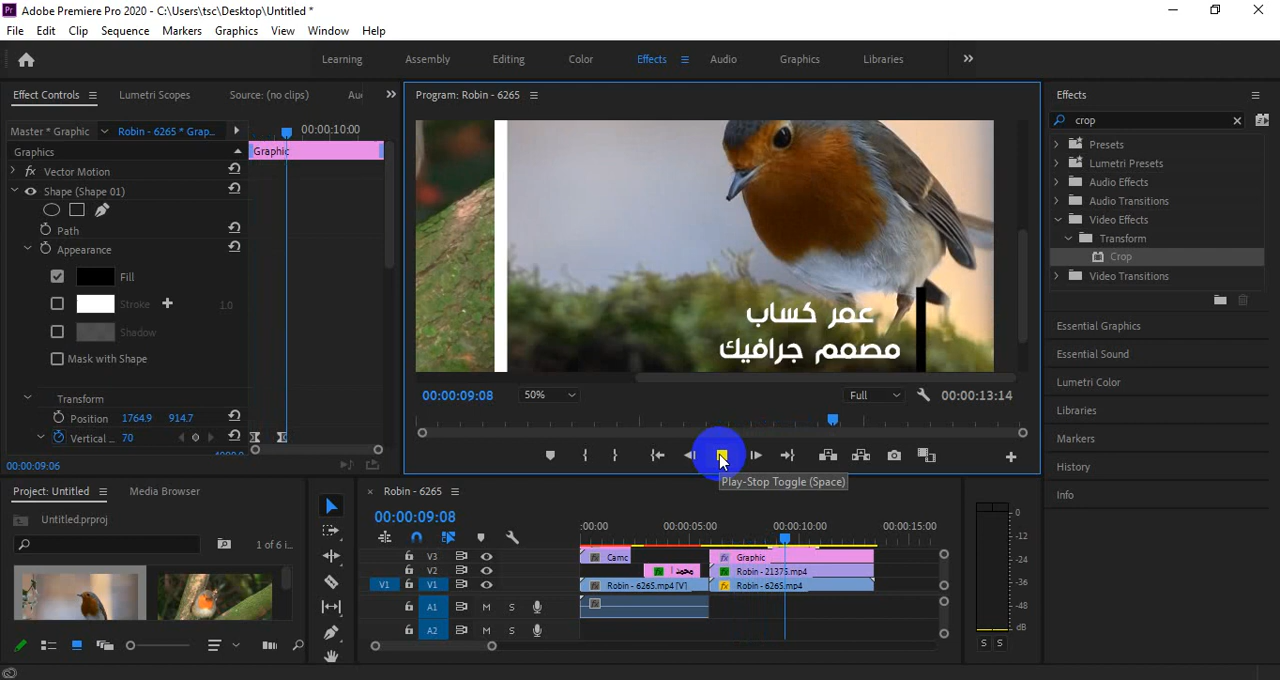 Adobe Premiere Pro 2020 - C:\Users\tsc\Desktop\Untitled *
File Edit Clip Sequence Markers Graphics View Window Help
Learning Assembly Editing Color Effects Audio Graphics Libraries
Effect Controls Lumetri Scopes Source: (no clips) Au
Program: Robin - 6265
Effects
Master * Graphic Robin - 6265 * Grap... 00:00:10:00
crop
Graphics Graphic
Vector Motion
Shape (Shape 01)
Path
Appearance
Fill
Stroke 1.0
Shadow
Mask with Shape
Transform
Position 1764.9 914.7
Vertical ... 70
00:00:09:06
عمر كساب
مصمم جرافيك
00:00:09:08 50% Full 00:00:13:14
Play-Stop Toggle (Space)
Presets
Lumetri Presets
Audio Effects
Audio Transitions
Video Effects
Transform
Crop
Video Transitions
Essential Graphics
Essential Sound
Lumetri Color
Libraries
Markers
History
Info
Project: Untitled Media Browser
Untitled.prproj
1 of 6 i...
Robin - 6265
00:00:09:08
:00:00 00:00:05:00 00:00:10:00 00:00:15:00
V3 Camc Graphic
V2 Robin - 21375.mp4
V1 V1 Robin - 6265.mp4 [V] Robin - 6265.mp4
A1 M S
A2 M S
0
-12
-24
-36
-48
dB
S S